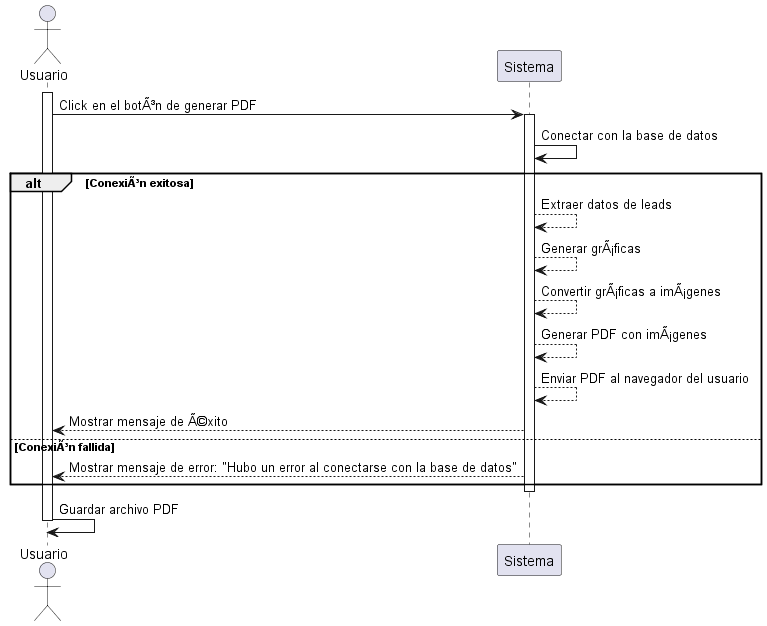 Usuario
Sistema
Click en el botÃ³n de generar PDF
Conectar con la base de datos
alt [ConexiÃ³n exitosa]
Extraer datos de leads
Generar grÃ¡ficas
Convertir grÃ¡ficas a imÃ¡genes
Generar PDF con imÃ¡genes
Enviar PDF al navegador del usuario
Mostrar mensaje de Ã©xito
[ConexiÃ³n fallida]
Mostrar mensaje de error: "Hubo un error al conectarse con la base de datos"
Guardar archivo PDF
Usuario
Sistema